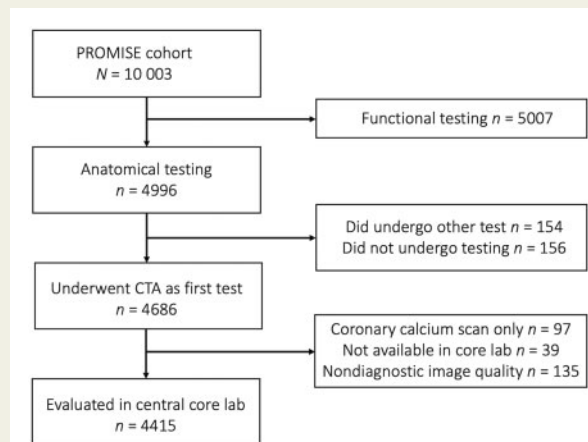 PROMISE cohort
N = 10 003
Functional testing n = 5007
Anatomical testing
n = 4996
Did undergo other test n = 154
Did not undergo testing n = 156
Underwent CTA as first test
n = 4686
Coronary calcium scan only n = 97
Not available in core lab n = 39
Nondiagnostic image quality n = 135
Evaluated in central core lab
n = 4415